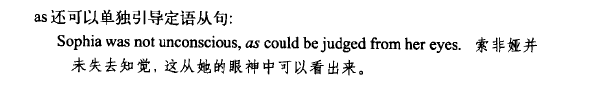 as还可以单独引导定语从句:
Sophia was not unconscious, as could be judged from her eyes. 索非娅并
未失去知觉, 这从她的眼神中可以看出来。